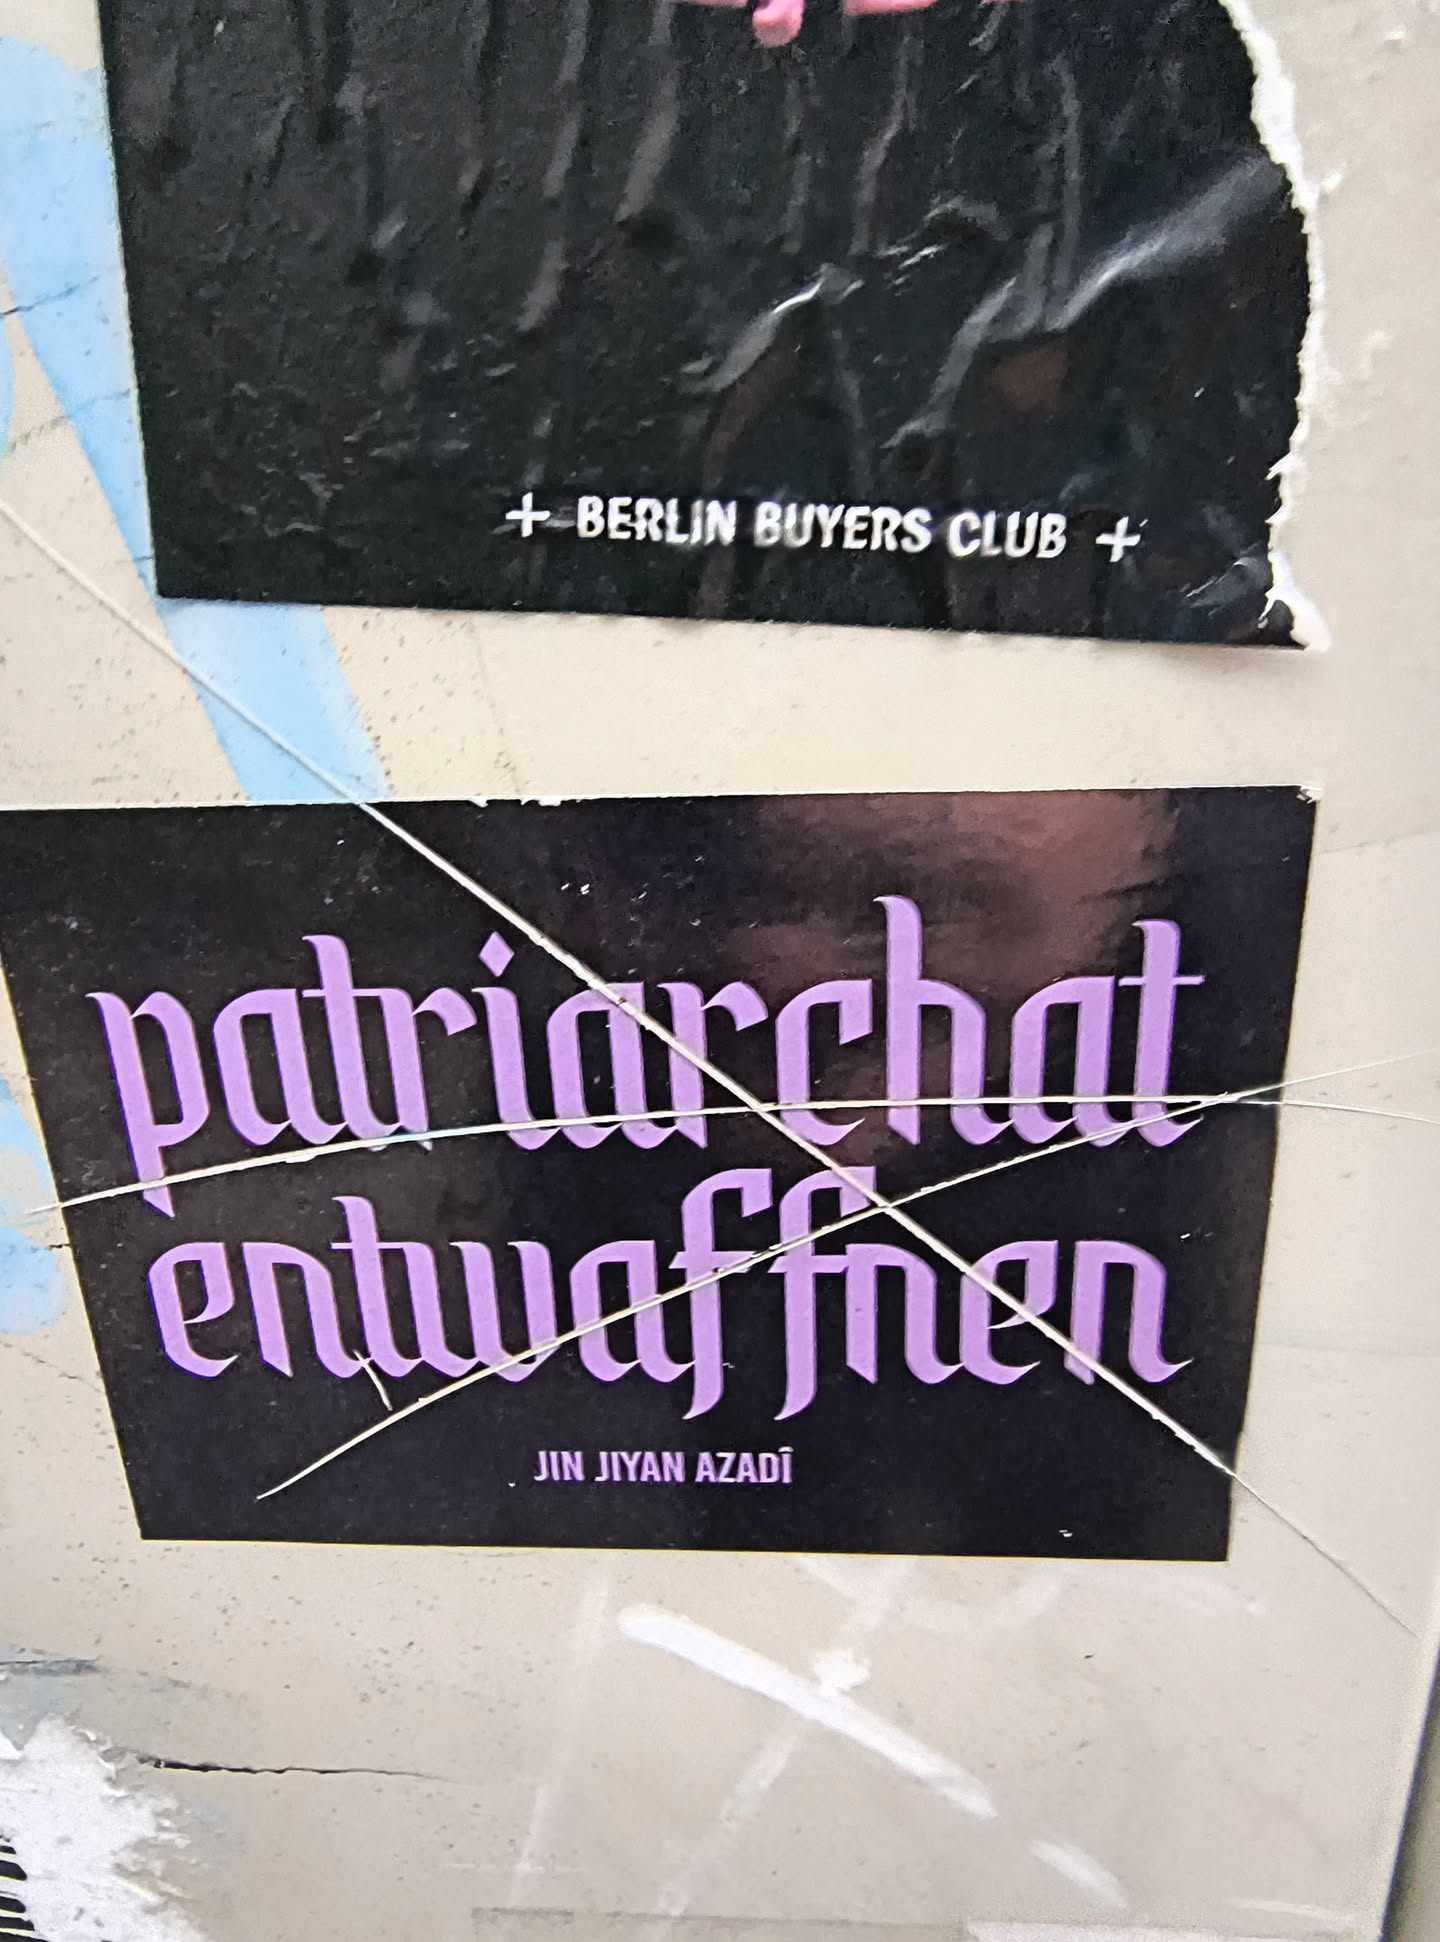 + BERLIN BUYERS CLUB +
patriarchat
entwaffnen
JIN JIYAN AZADÎ